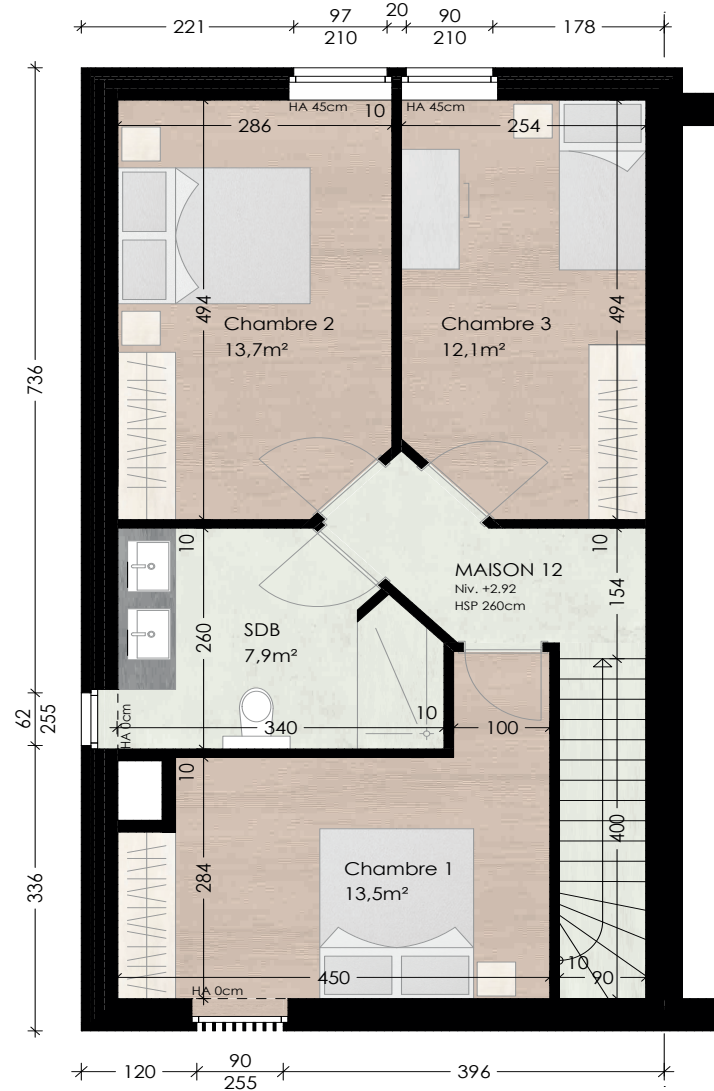 221
97
210
20
90
210
178
HA 45cm
10
HA 45cm
286
254
494
494
Chambre 2
13,7m²
Chambre 3
12,1m²
736
10
10
MAISON 12
Niv. +2.92
HSP 260cm
154
260
SDB
7,9m²
62
255
HA 0cm
340
10
100
10
400
284
Chambre 1
13,5m²
336
450
10
90
HA 0cm
120
90
255
396